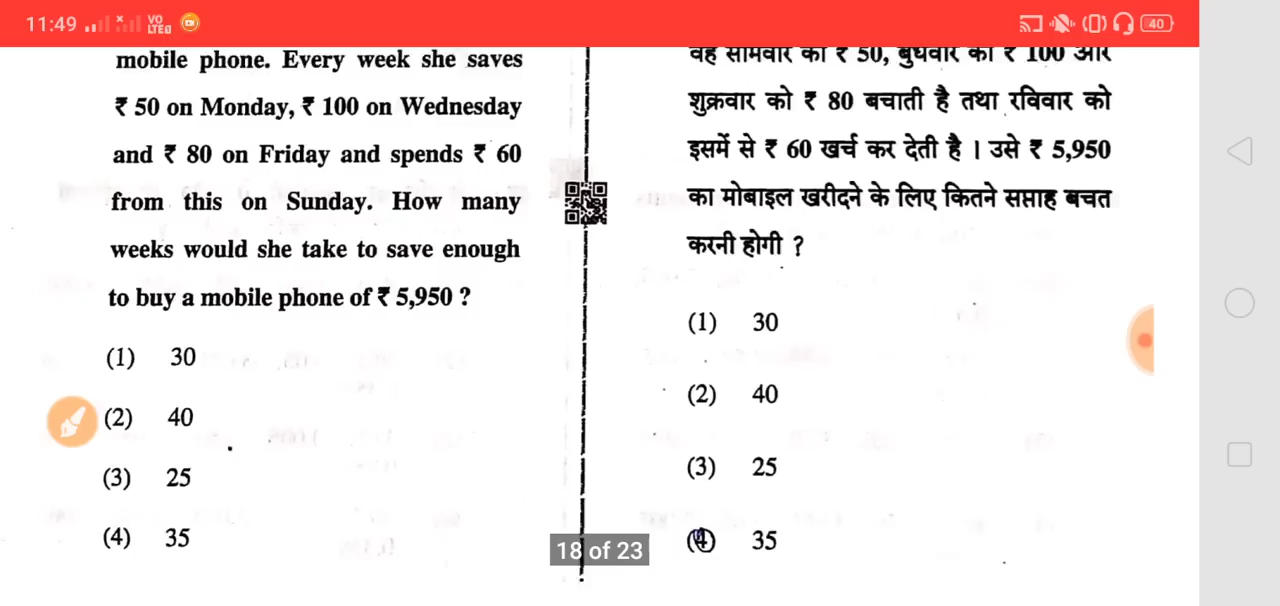 11:49
VO
LTE
40
mobile phone. Every week she saves
₹ 50 on Monday, ₹ 100 on Wednesday
and ₹ 80 on Friday and spends ₹ 60
from this on Sunday. How many
weeks would she take to save enough
to buy a mobile phone of ₹ 5,950 ?
(1) 30
(2) 40
(3) 25
(4) 35
वह सोमवार को ₹ 50, बुधवार को ₹ 100 और
शुक्रवार को ₹ 80 बचाती है तथा रविवार को
इसमें से ₹ 60 खर्च कर देती है । उसे ₹ 5,950
का मोबाइल खरीदने के लिए कितने सप्ताह बचत
करनी होगी ?
(1) 30
(2) 40
(3) 25
(4) 35
18 of 23